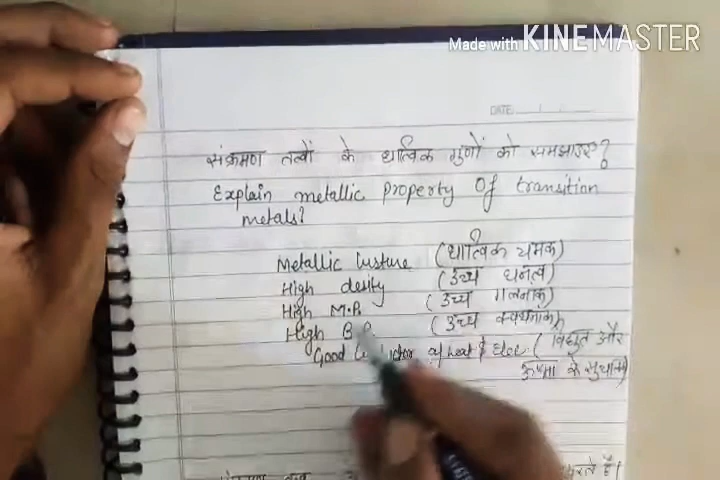 Made with KINEMASTER
DATE
संक्रमण तत्वों के धात्विक गुणों को समझाइए?
Explain metallic property Of transition
metals?
Metallic lusture (धात्विक चमक)
High desity (उच्च घनत्व)
High M.P. (उच्च गलनांक)
High B.P. (उच्च क्वथनांक)
Good of heat & Elec. (विद्युत और
ऊष्मा के सुचालक)